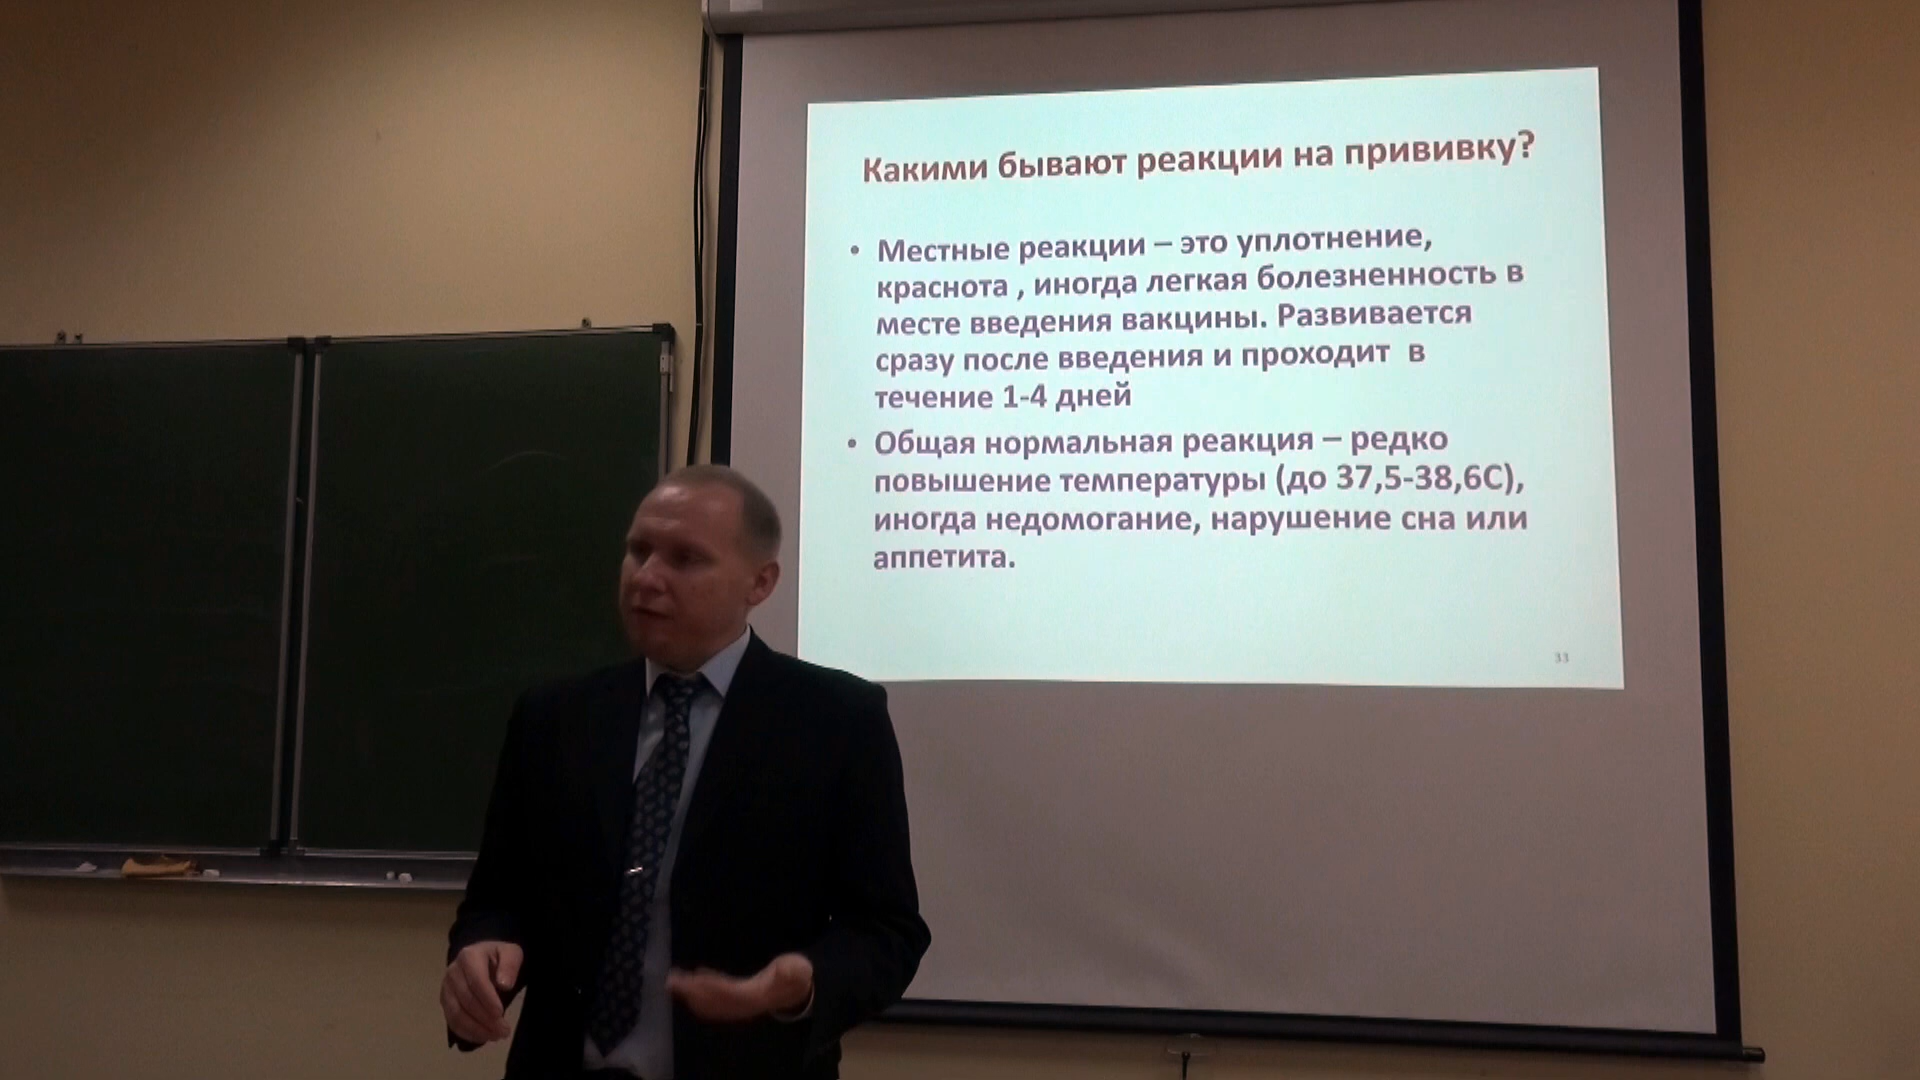 Какими бывают реакции на прививку?
• Местные реакции – это уплотнение,
краснота , иногда легкая болезненность в
месте введения вакцины. Развивается
сразу после введения и проходит в
течение 1-4 дней
• Общая нормальная реакция – редко
повышение температуры (до 37,5-38,6С),
иногда недомогание, нарушение сна или
аппетита.
33